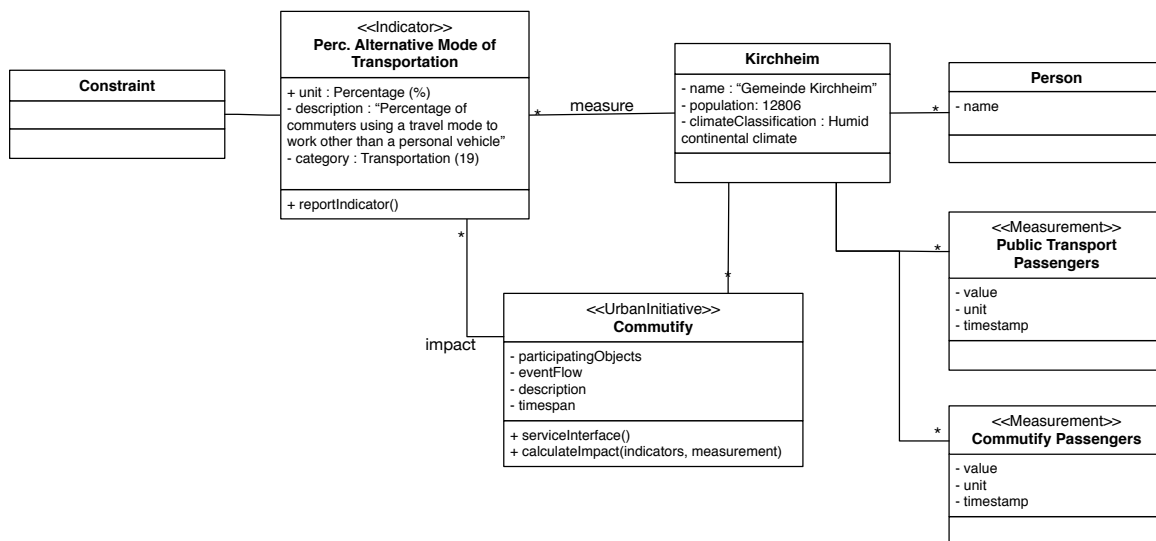 Constraint
<<Indicator>>
Perc. Alternative Mode of
Transportation
+ unit : Percentage (%)
- description : “Percentage of
commuters using a travel mode to
work other than a personal vehicle”
- category : Transportation (19)
+ reportIndicator()
*
measure
Kirchheim
- name : “Gemeinde Kirchheim”
- population: 12806
- climateClassification : Humid
continental climate
*
Person
- name
*
<<Measurement>>
Public Transport
Passengers
- value
- unit
- timestamp
*
*
impact
<<UrbanInitiative>>
Commutify
- participatingObjects
- eventFlow
- description
- timespan
+ serviceInterface()
+ calculateImpact(indicators, measurement)
*
<<Measurement>>
Commutify Passengers
- value
- unit
- timestamp